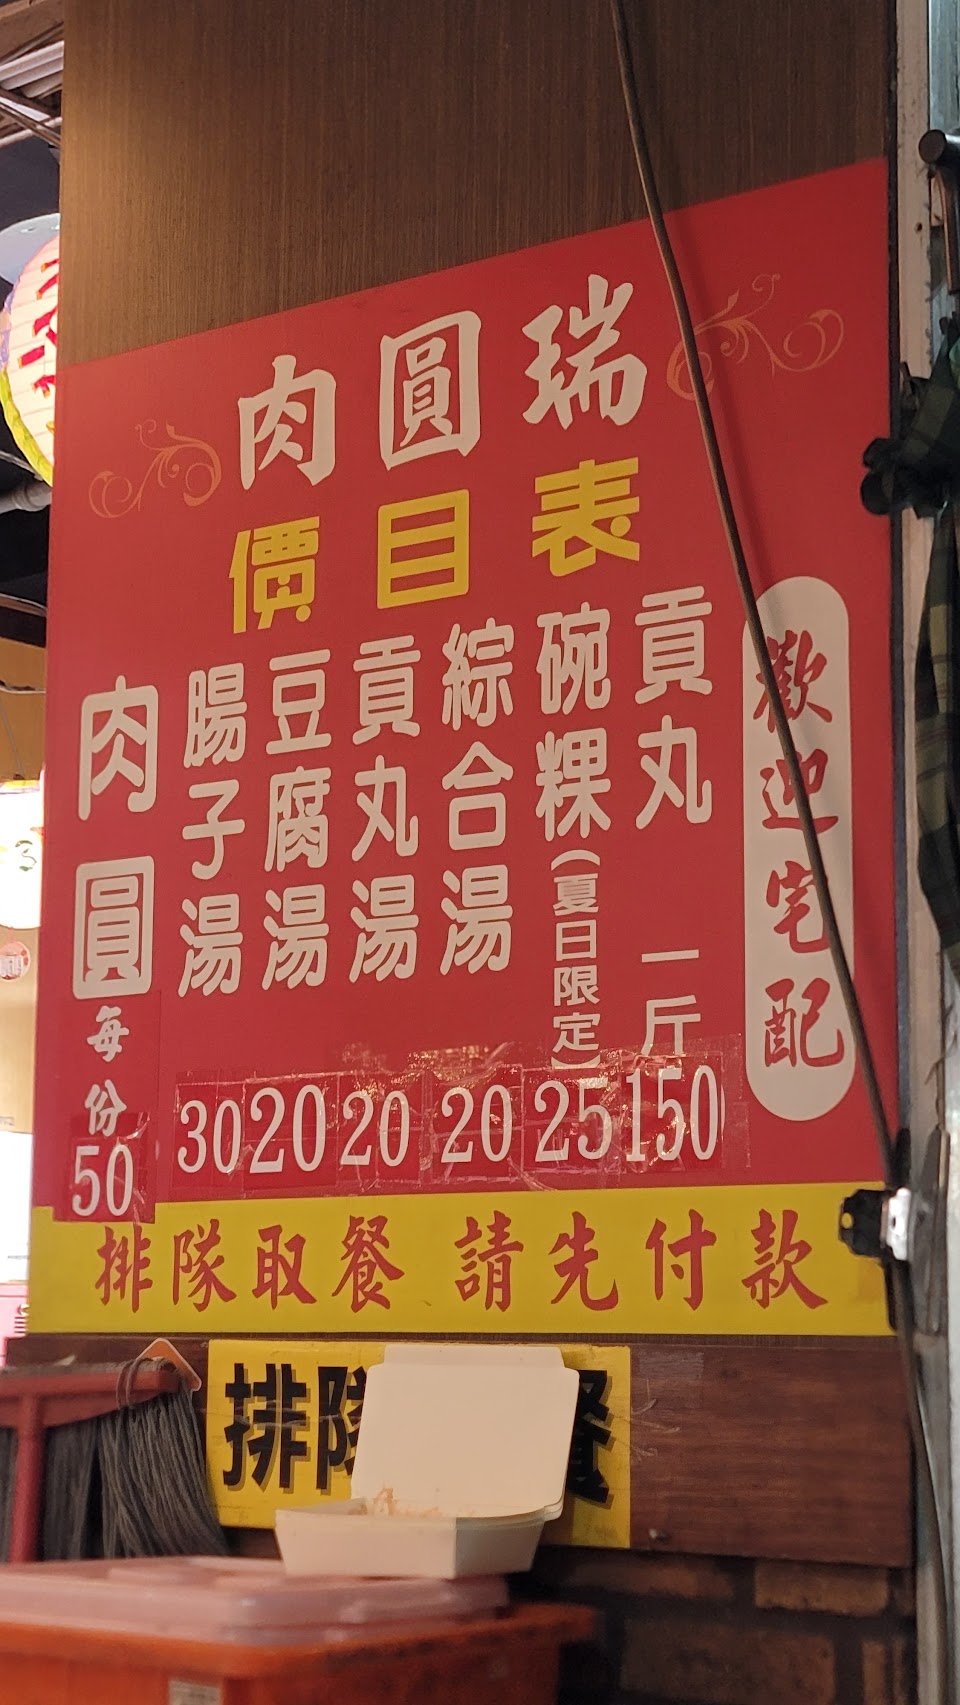 肉圓瑞
價目表
肉圓 每份 50
腸子湯 30
豆腐湯 20
貢丸湯 20
綜合湯 20
碗粿(夏日限定) 25
貢丸 一斤 150
歡迎宅配
排隊取餐 請先付款
排隊 餐